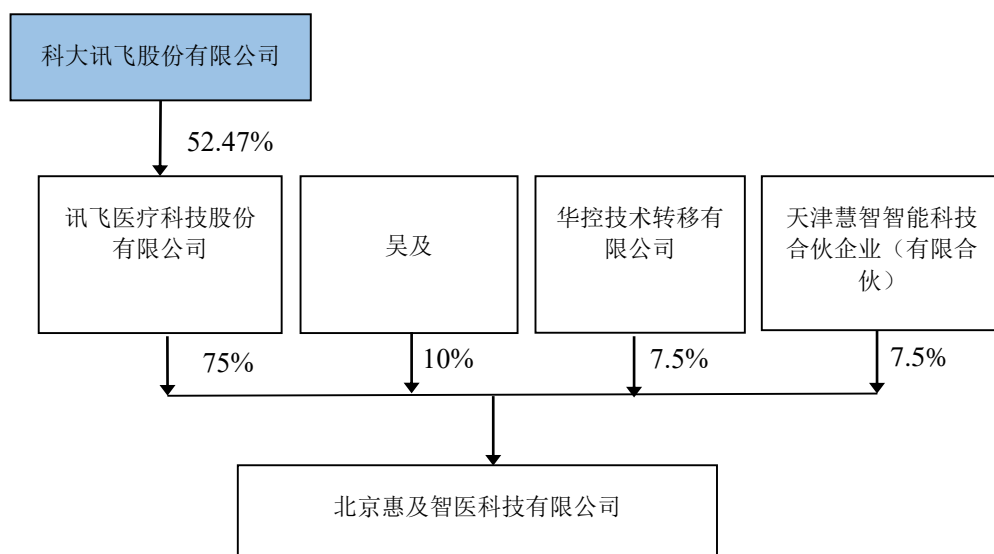 科大讯飞股份有限公司
52.47%
讯飞医疗科技股份
有限公司
吴及
华控技术转移有
限公司
天津慧智智能科技
合伙企业（有限合
伙）
75%
10%
7.5%
7.5%
北京惠及智医科技有限公司